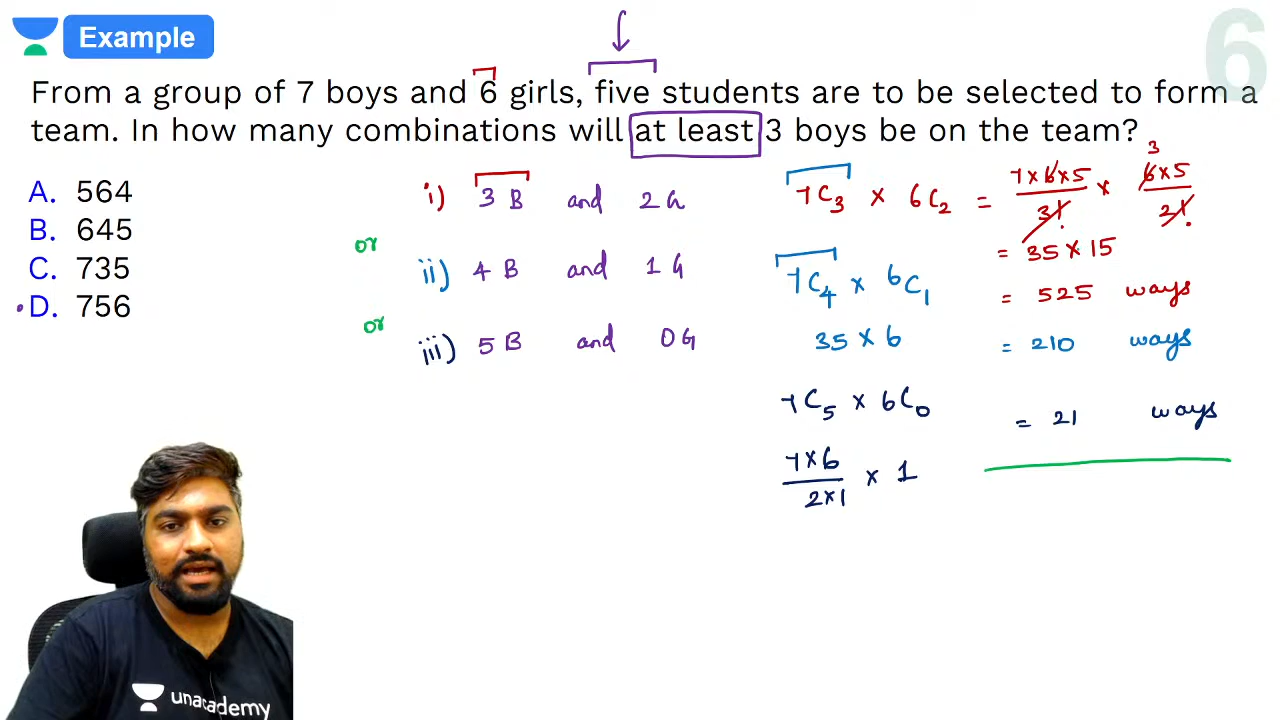 Example
6
From a group of 7 boys and 6 girls, five students are to be selected to form a
team. In how many combinations will at least 3 boys be on the team?
A. 564
B. 645
C. 735
D. 756
i) 3 B and 2 G
or
ii) 4 B and 1 G
or
iii) 5 B and 0 G
7C3 × 6C2 = 7×6×5/3! × 6×5/2!
3
= 35 × 15
= 525 ways
7C4 × 6C1
35 × 6 = 210 ways
7C5 × 6C0 = 21 ways
7×6/2×1 × 1
unacademy